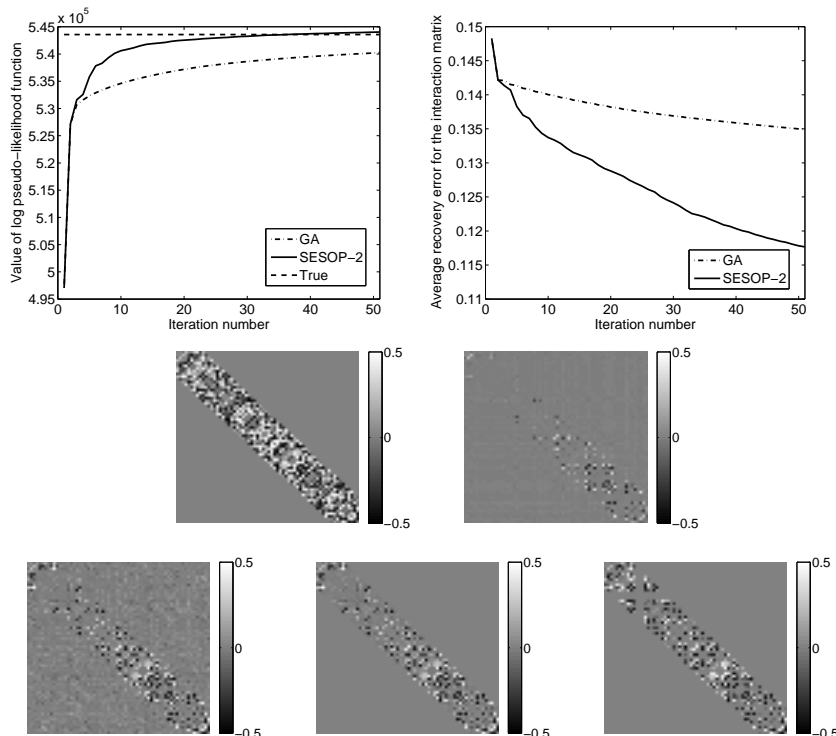 x 10^5
5.45
5.4
5.35
5.3
5.25
5.2
5.15
5.1
5.05
5
4.95
Value of log pseudo−likelihood function
0 10 20 30 40 50
Iteration number
GA
SESOP−2
True
0.15
0.145
0.14
0.135
0.13
0.125
0.12
0.115
0.11
Average recovery error for the interaction matrix
0 10 20 30 40 50
Iteration number
GA
SESOP−2
0.5
0
−0.5
0.5
0
−0.5
0.5
0
−0.5
0.5
0
−0.5
0.5
0
−0.5